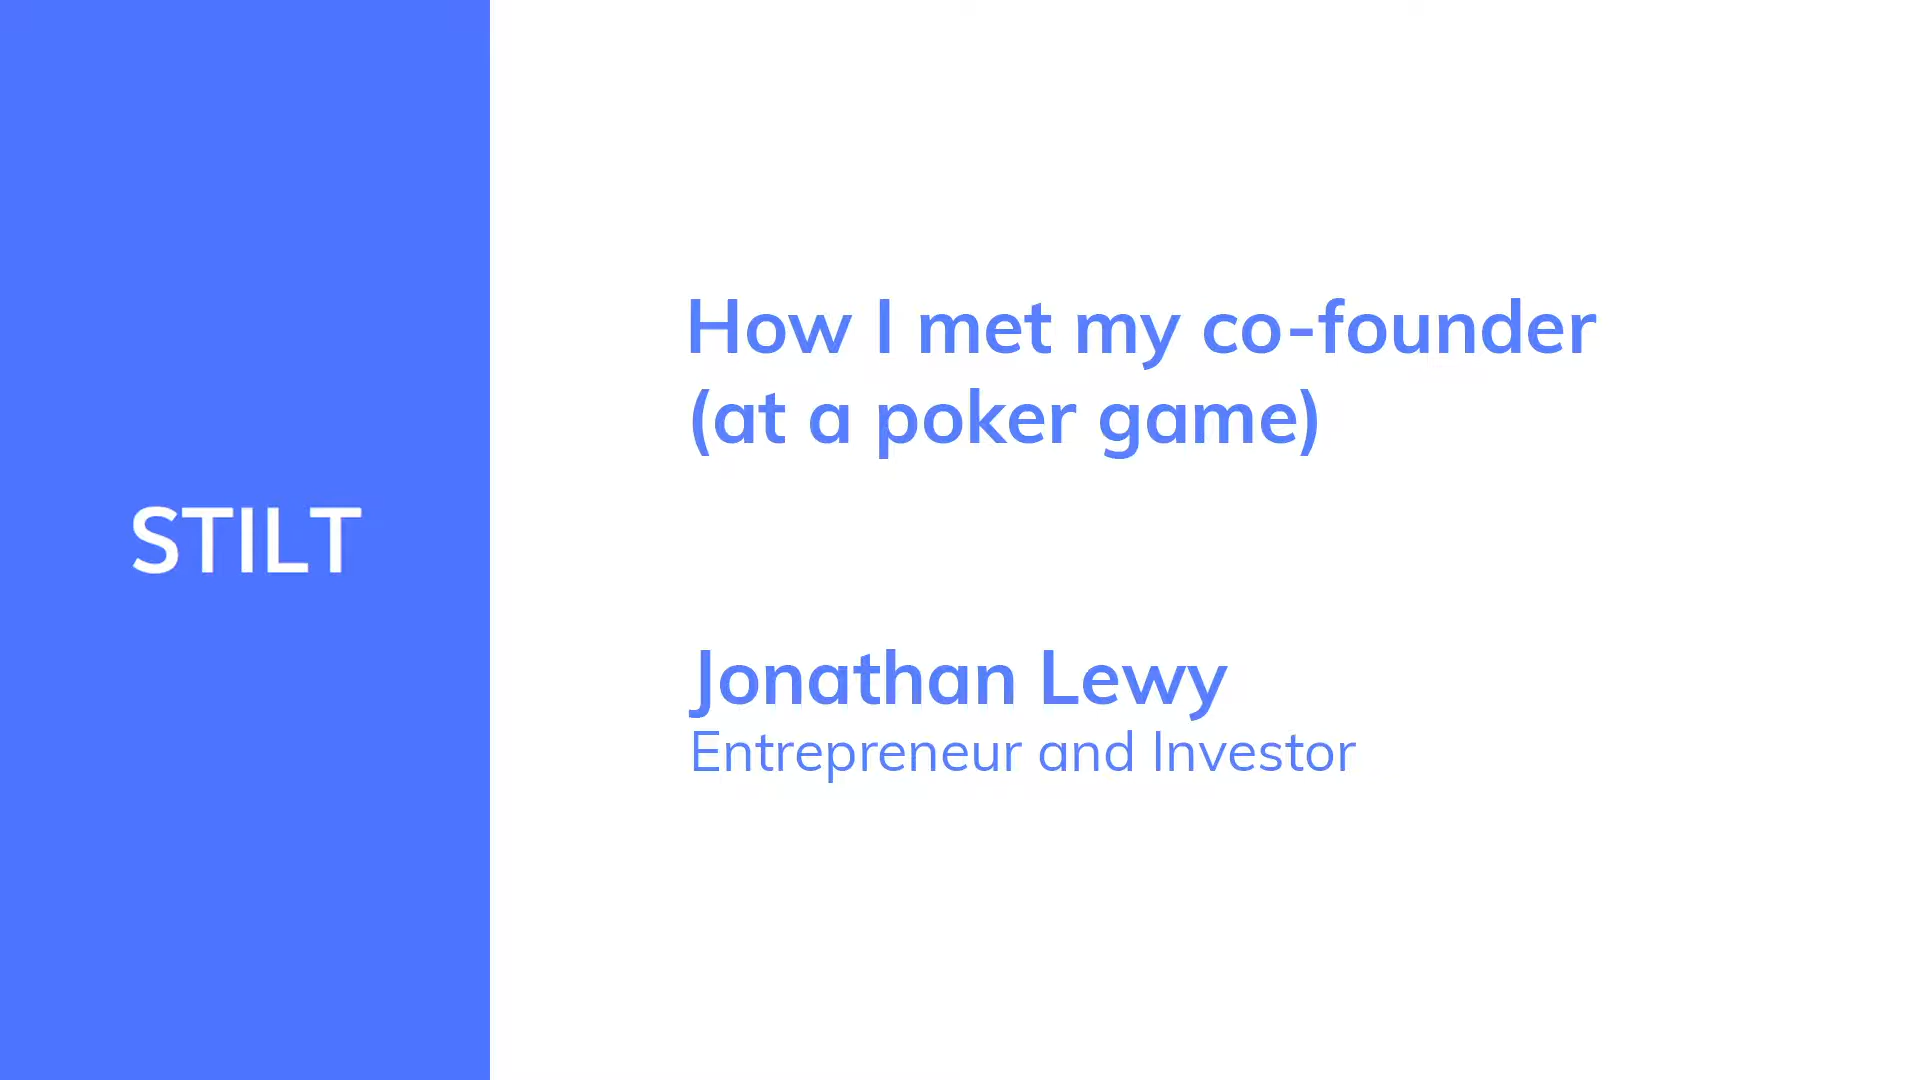 STILT
How I met my co-founder
(at a poker game)
Jonathan Lewy
Entrepreneur and Investor